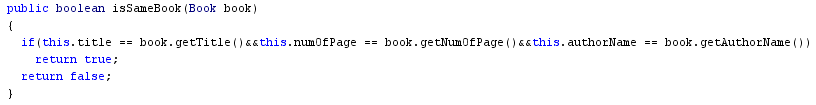 public boolean isSameBook(Book book)
{
  if(this.title == book.getTitle()&&this.numOfPage == book.getNumOfPage()&&this.authorName == book.getAuthorName())
    return true;
  return false;
}